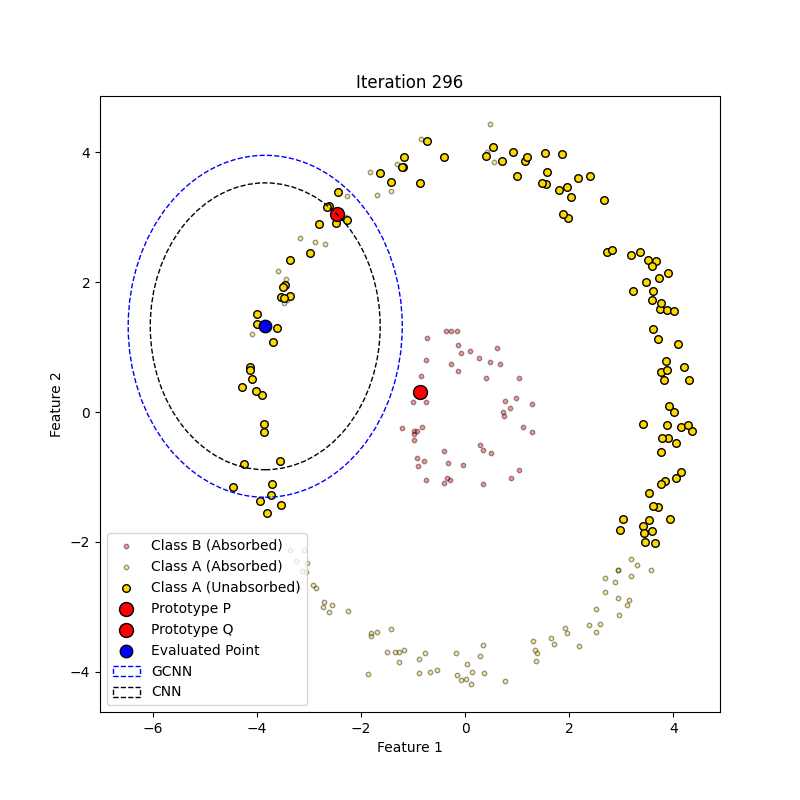 Iteration 296
4
2
0
−2
−4
Feature 2
Class B (Absorbed)
Class A (Absorbed)
Class A (Unabsorbed)
Prototype P
Prototype Q
Evaluated Point
GCNN
CNN
−6 −4 −2 0 2 4
Feature 1